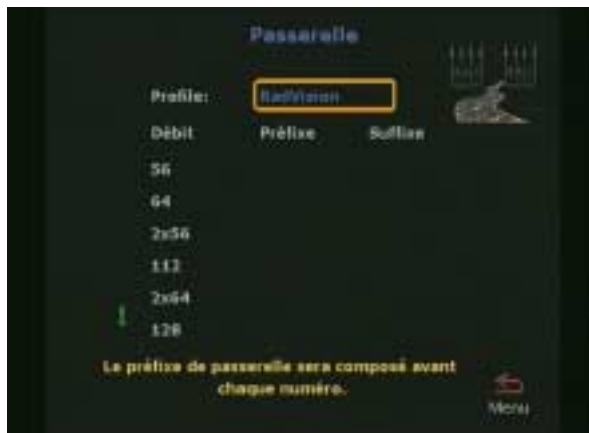 Passerelle
Profile: RadVision
Débit Préfixe Suffixe
56
64
2x56
112
2x64
128
Le préfixe de passerelle sera composé avant
chaque numéro.
Menu